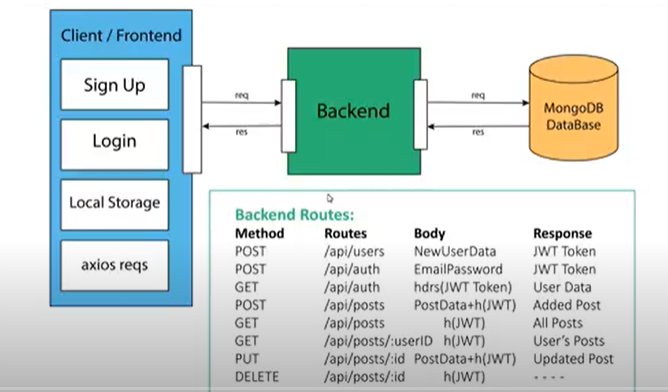 Client / Frontend
Sign Up
Login
Local Storage
axios reqs
req
res
Backend
req
res
MongoDB
DataBase
Backend Routes:
Method Routes Body Response
POST /api/users NewUserData JWT Token
POST /api/auth EmailPassword JWT Token
GET /api/auth hdrs(JWT Token) User Data
POST /api/posts PostData+h(JWT) Added Post
GET /api/posts h(JWT) All Posts
GET /api/posts/:userID h(JWT) User's Posts
PUT /api/posts/:id PostData+h(JWT) Updated Post
DELETE /api/posts/:id h(JWT) - - - -